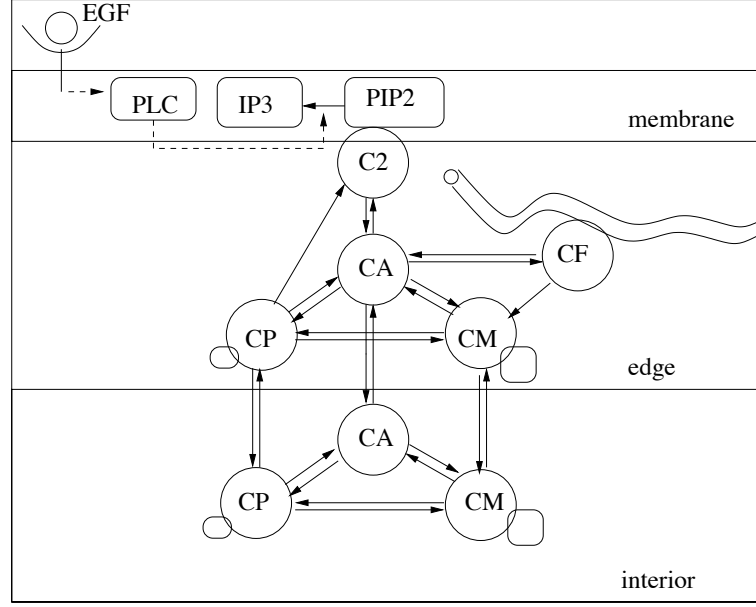 EGF
PLC
IP3
PIP2
membrane
C2
CA
CF
CP
CM
edge
CA
CP
CM
interior